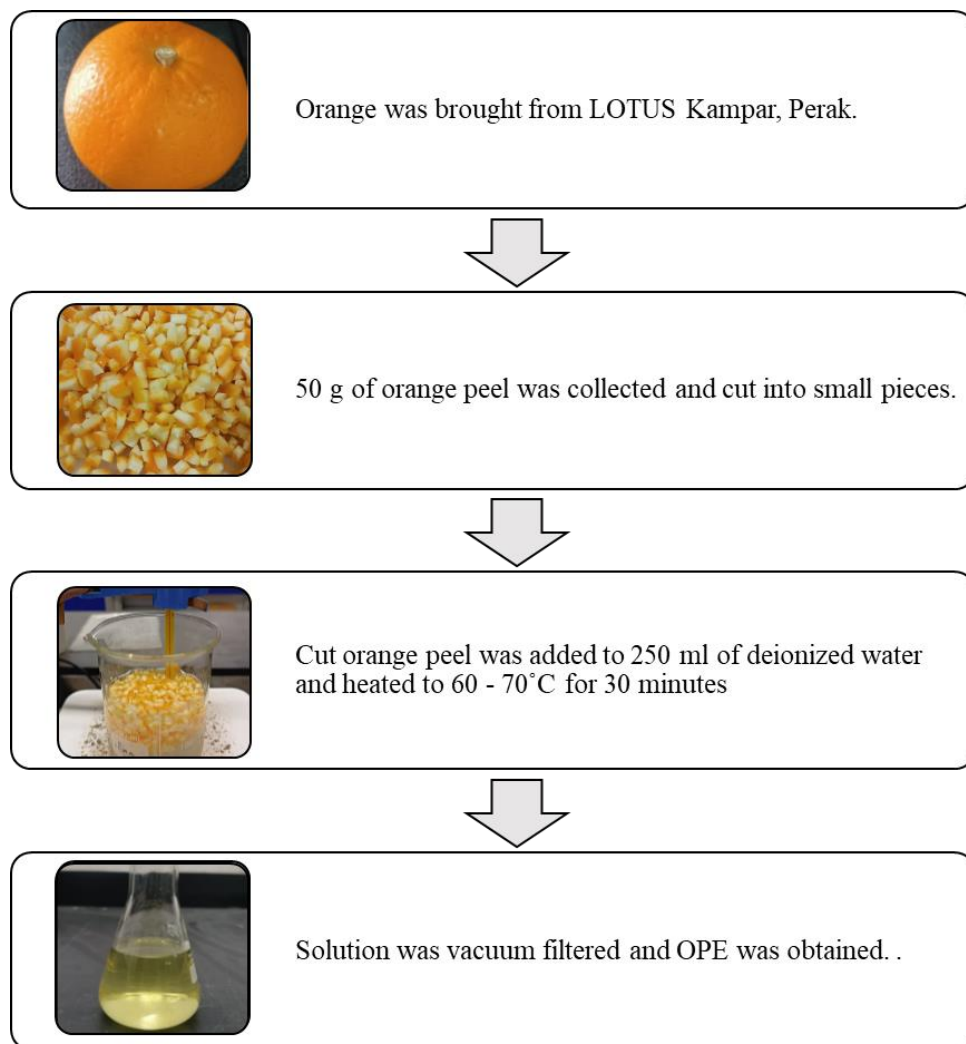 Orange was brought from LOTUS Kampar, Perak.
50 g of orange peel was collected and cut into small pieces.
Cut orange peel was added to 250 ml of deionized water
and heated to 60 - 70˚C for 30 minutes
Solution was vacuum filtered and OPE was obtained. .